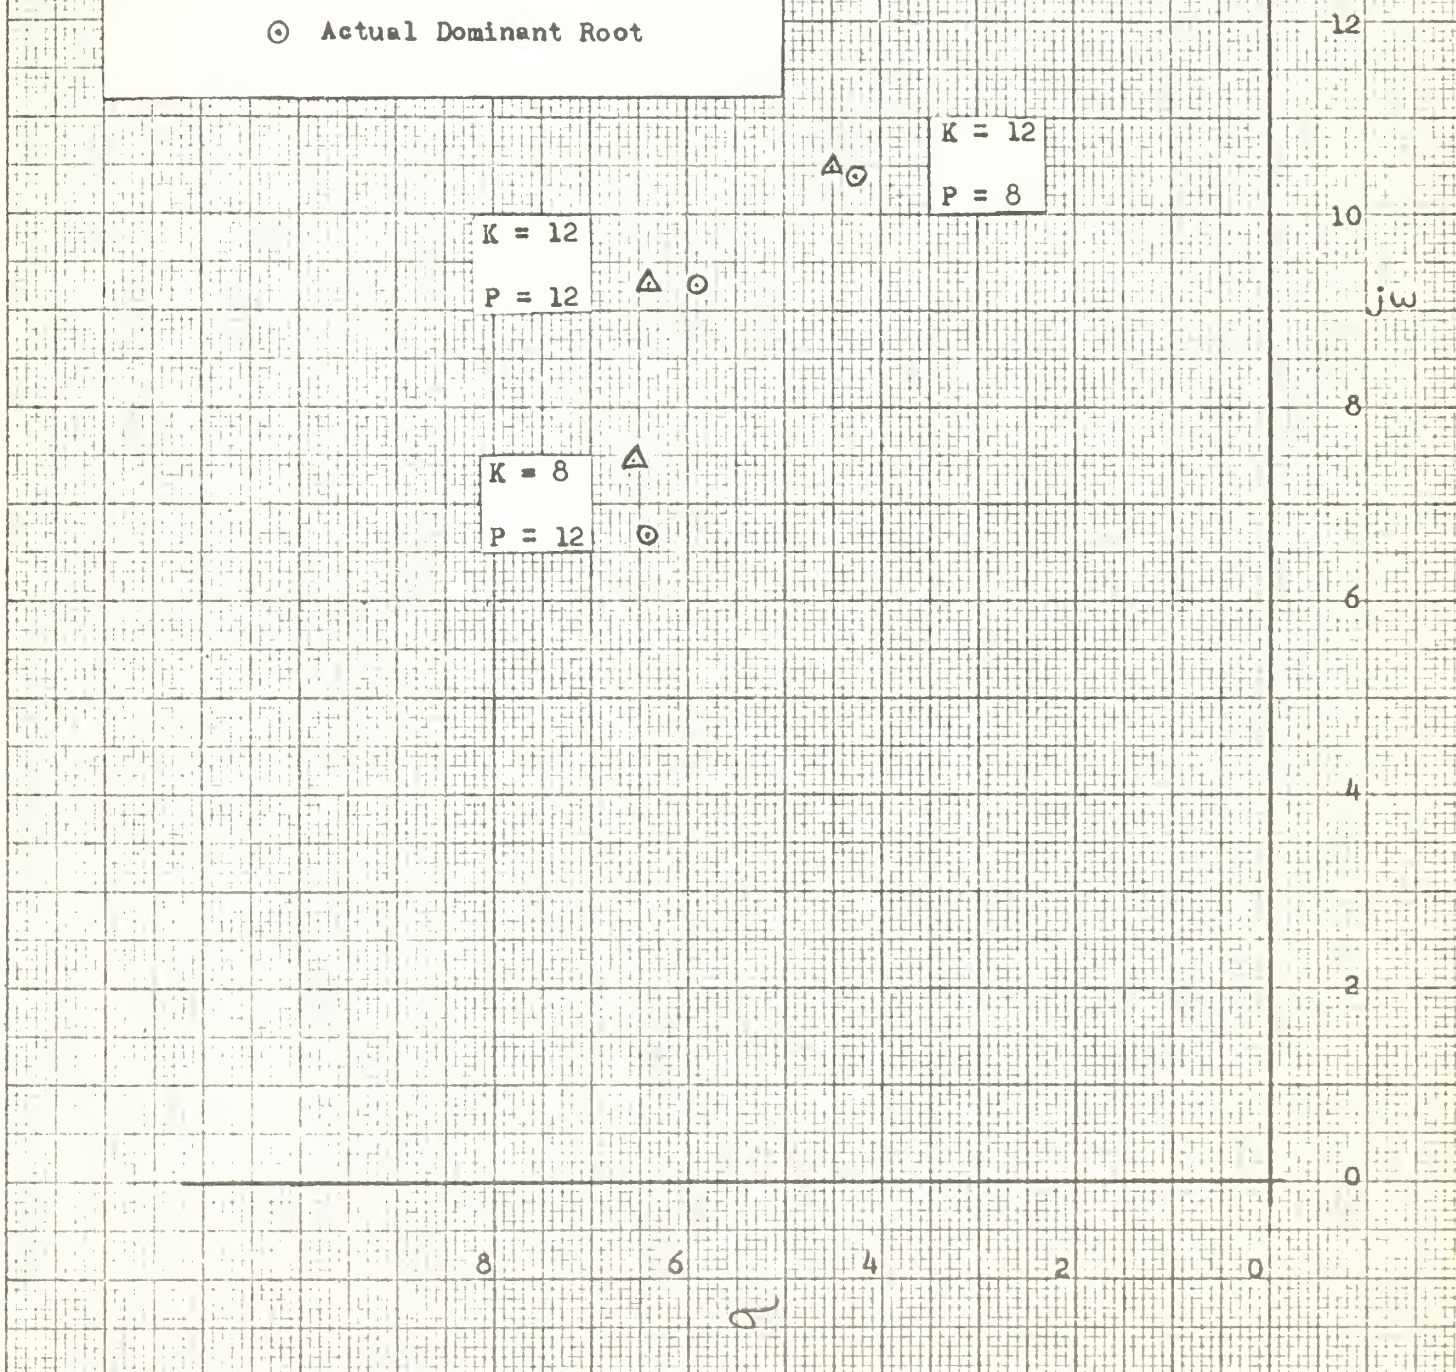 ⊙ Actual Dominant Root
12
K = 12
P = 8
10
K = 12
P = 12
jω
8
K = 8
P = 12
6
4
2
0
8 6 4 2 0
σ